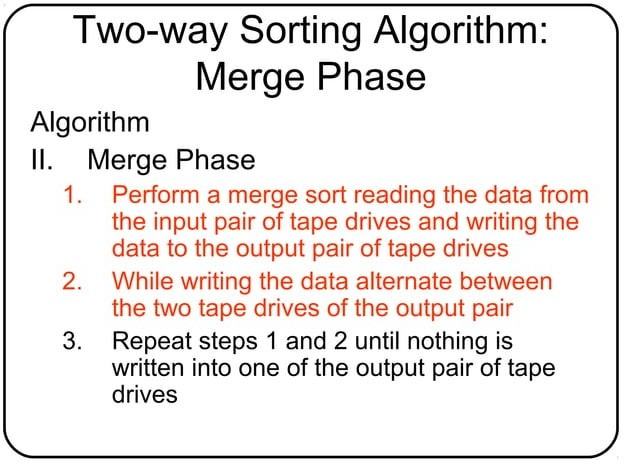 Two-way Sorting Algorithm:
Merge Phase
Algorithm
II. Merge Phase
1. Perform a merge sort reading the data from
the input pair of tape drives and writing the
data to the output pair of tape drives
2. While writing the data alternate between
the two tape drives of the output pair
3. Repeat steps 1 and 2 until nothing is
written into one of the output pair of tape
drives